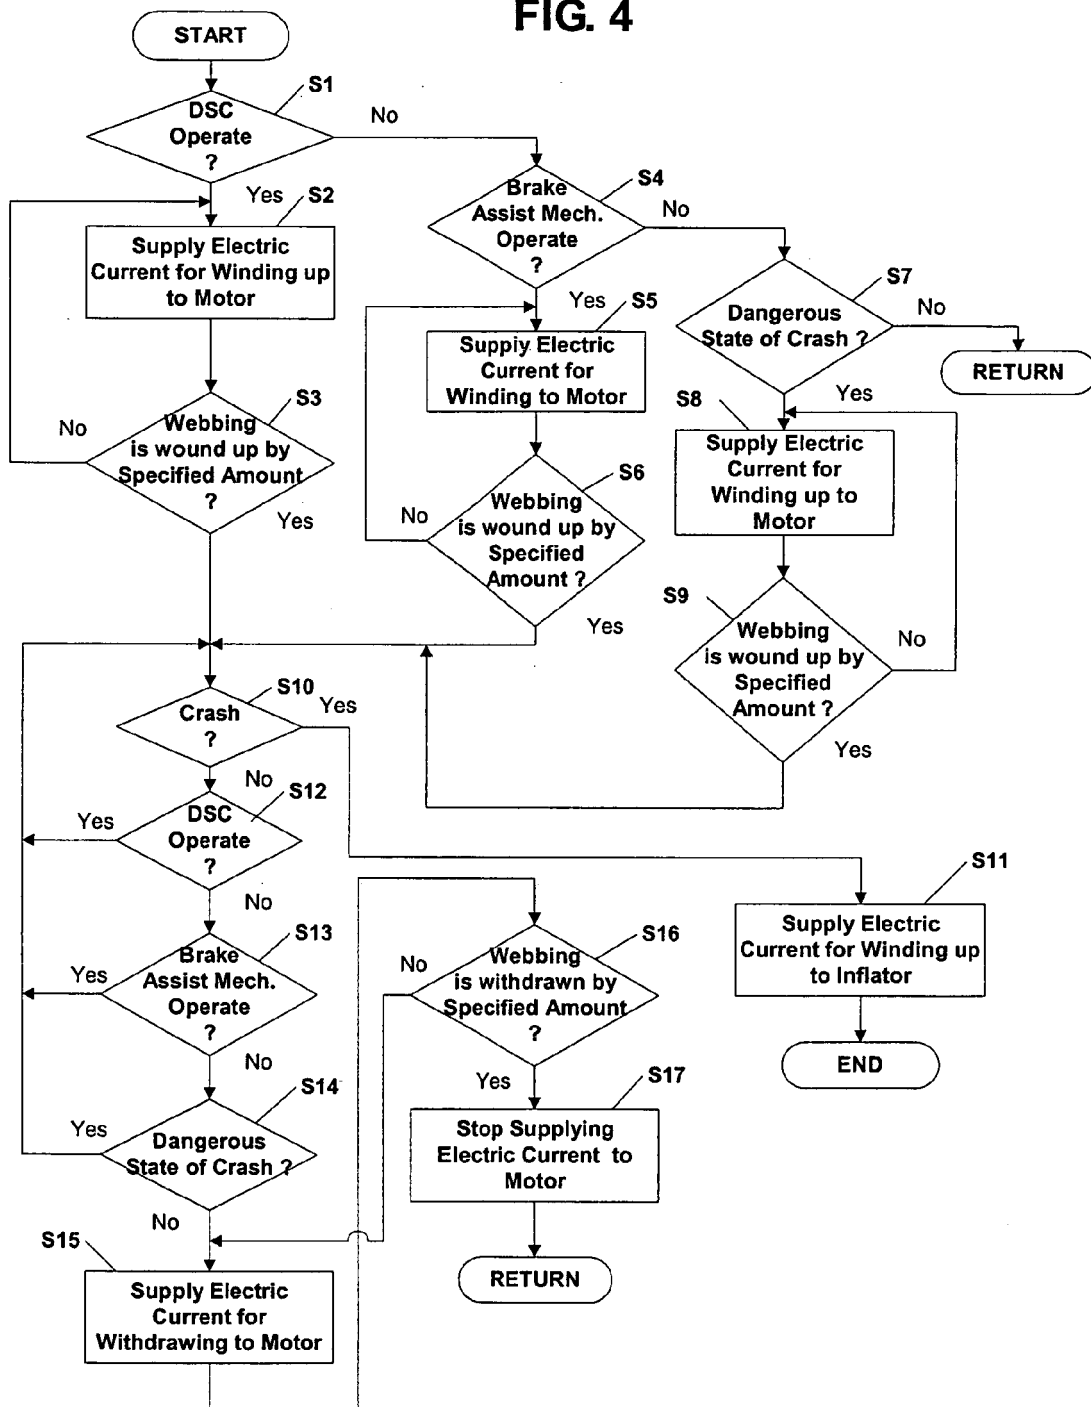 FIG. 4
START
S1
DSC
Operate
?
No
Yes
S2
Supply Electric
Current for Winding up
to Motor
S3
Webbing
is wound up by
Specified Amount
?
No
Yes
S4
Brake
Assist Mech.
Operate
?
No
Yes
S5
Supply Electric
Current for
Winding to Motor
S6
Webbing
is wound up by
Specified
Amount ?
No
Yes
S7
Dangerous
State of Crash ?
No
RETURN
Yes
S8
Supply Electric
Current for
Winding up to
Motor
S9
Webbing
is wound up by
Specified
Amount ?
No
Yes
S10
Crash
?
Yes
No
S11
Supply Electric
Current for Winding up
to Inflator
END
S12
DSC
Operate
?
Yes
No
S13
Brake
Assist Mech.
Operate
?
Yes
No
S14
Dangerous
State of Crash ?
Yes
No
S15
Supply Electric
Current for
Withdrawing to Motor
S16
Webbing
is withdrawn by
Specified Amount
?
No
Yes
S17
Stop Supplying
Electric Current to
Motor
RETURN